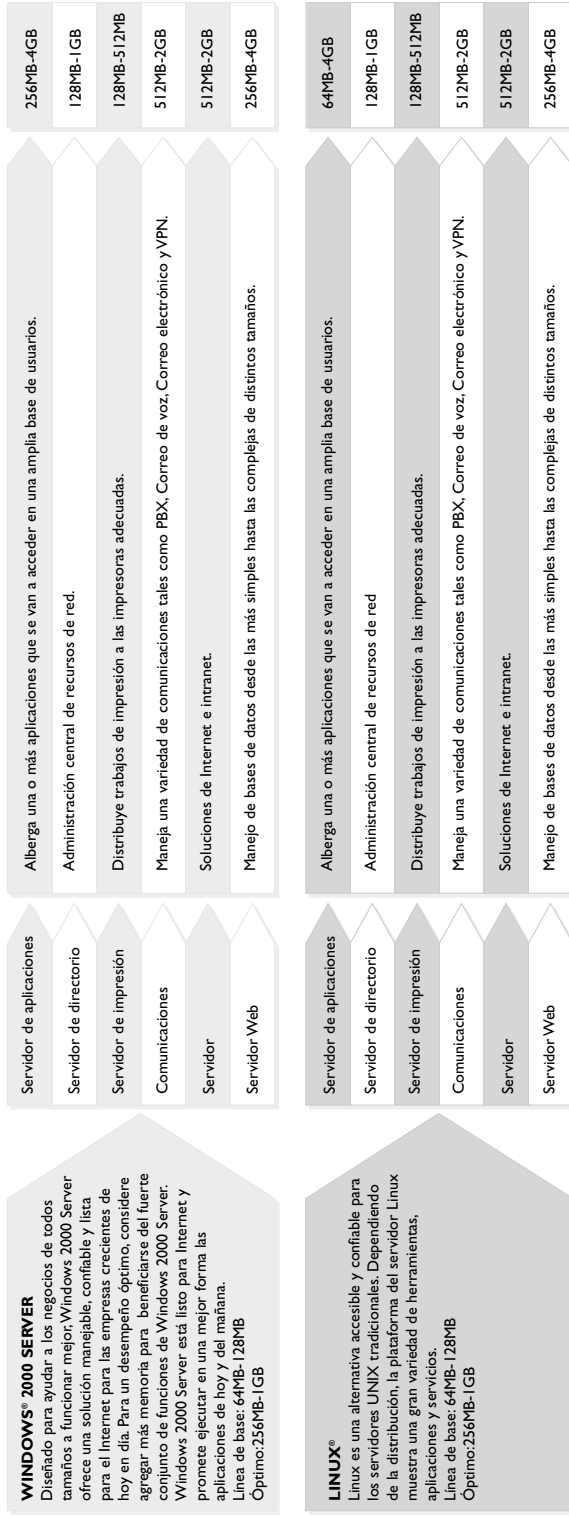 WINDOWS® 2000 SERVER
Diseñado para ayudar a los negocios de todos
tamaños a funcionar mejor, Windows 2000 Server
ofrece una solución manejable, confiable y lista
para el Internet para las empresas crecientes de
hoy en día. Para un desempeño óptimo, considere
agregar más memoria para beneficiarse del fuerte
conjunto de funciones de Windows 2000 Server.
Windows 2000 Server está listo para Internet y
promete ejecutar en una mejor forma las
aplicaciones de hoy y del mañana.
Línea de base: 64MB-128MB
Óptimo:256MB-1GB
Servidor de aplicaciones
Alberga una o más aplicaciones que se van a acceder en una amplia base de usuarios.
256MB-4GB
Servidor de directorio
Administración central de recursos de red.
128MB-1GB
Servidor de impresión
Distribuye trabajos de impresión a las impresoras adecuadas.
128MB-512MB
Comunicaciones
Maneja una variedad de comunicaciones tales como PBX, Correo de voz, Correo electrónico y VPN.
512MB-2GB
Servidor
Soluciones de Internet e intranet.
512MB-2GB
Servidor Web
Manejo de bases de datos desde las más simples hasta las complejas de distintos tamaños.
256MB-4GB
LINUX®
Linux es una alternativa accesible y confiable para
los servidores UNIX tradicionales. Dependiendo
de la distribución, la plataforma del servidor Linux
muestra una gran variedad de herramientas,
aplicaciones y servicios.
Línea de base: 64MB-128MB
Óptimo:256MB-1GB
Servidor de aplicaciones
Alberga una o más aplicaciones que se van a acceder en una amplia base de usuarios.
64MB-4GB
Servidor de directorio
Administración central de recursos de red
128MB-1GB
Servidor de impresión
Distribuye trabajos de impresión a las impresoras adecuadas.
128MB-512MB
Comunicaciones
Maneja una variedad de comunicaciones tales como PBX, Correo de voz, Correo electrónico y VPN.
512MB-2GB
Servidor
Soluciones de Internet e intranet.
512MB-2GB
Servidor Web
Manejo de bases de datos desde las más simples hasta las complejas de distintos tamaños.
256MB-4GB